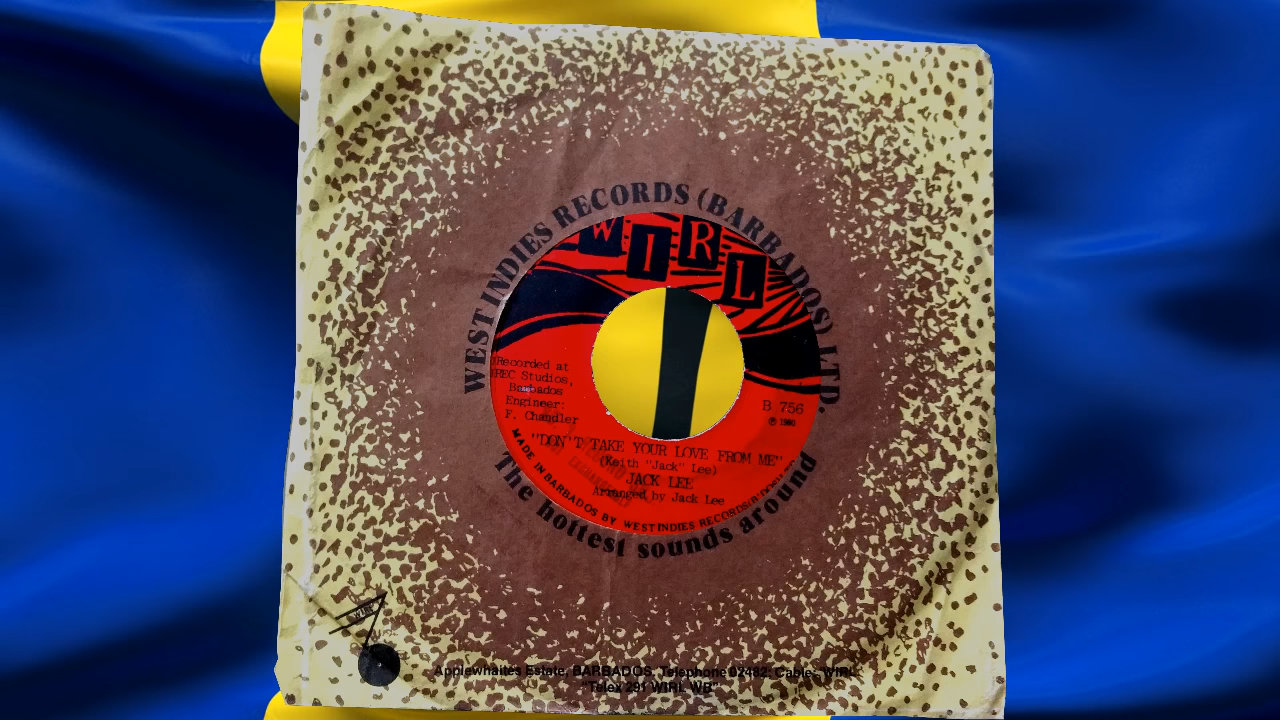 WEST INDIES RECORDS (BARBADOS) LTD.
WIRL
Recorded at
Studios,
Barbados
Engineer:
F. Chandler
B 756
℗ 1980
"DON'T TAKE YOUR LOVE FROM ME"
(Keith "Jack" Lee)
JACK LEE
Arranged by Jack Lee
MADE IN BARBADOS BY WEST INDIES RECORDS
The hottest sounds around
WIRL
Applewhaites Estate, BARBADOS. Telephone 02482: Cable- WIRL.
"Telex 291 WIRL WB"